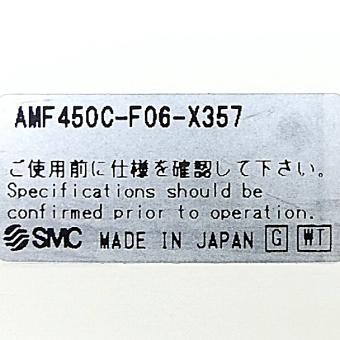 AMF450C-F06-X357
ご使用前に仕様を確認して下さい。
Specifications should be
confirmed prior to operation.
SMC MADE IN JAPAN G WT